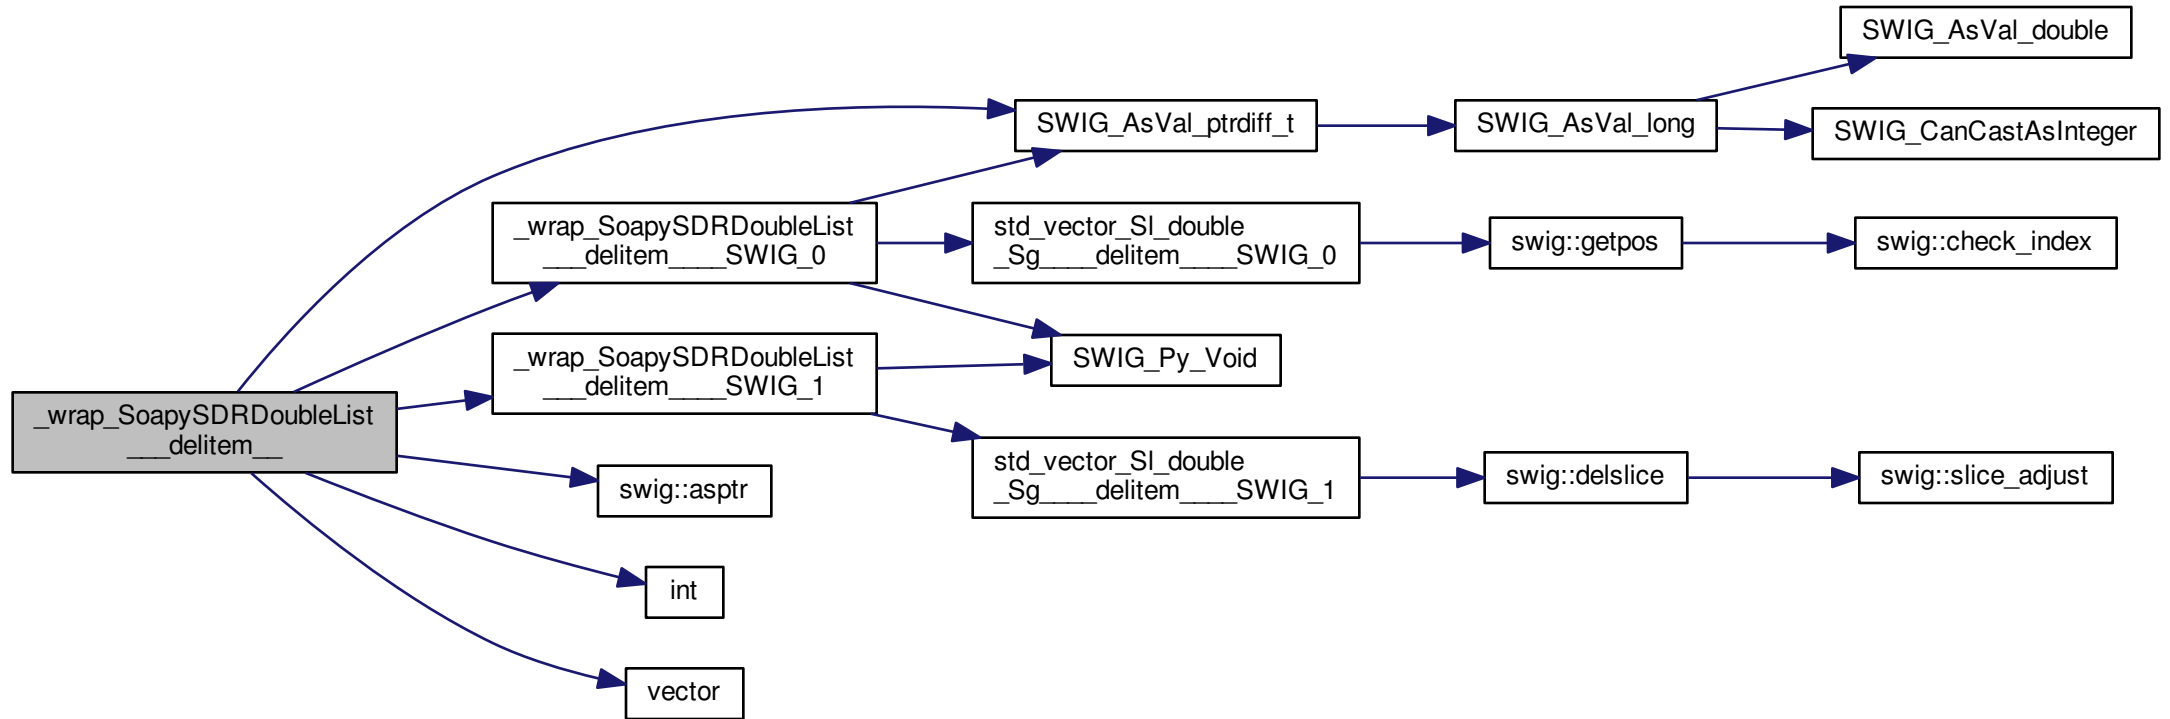 _wrap_SoapySDRDoubleList
___delitem__
_wrap_SoapySDRDoubleList
___delitem____SWIG_0
_wrap_SoapySDRDoubleList
___delitem____SWIG_1
swig::asptr
int
vector
SWIG_AsVal_ptrdiff_t
std_vector_Sl_double
_Sg____delitem____SWIG_0
SWIG_Py_Void
std_vector_Sl_double
_Sg____delitem____SWIG_1
SWIG_AsVal_long
swig::getpos
swig::delslice
SWIG_AsVal_double
SWIG_CanCastAsInteger
swig::check_index
swig::slice_adjust